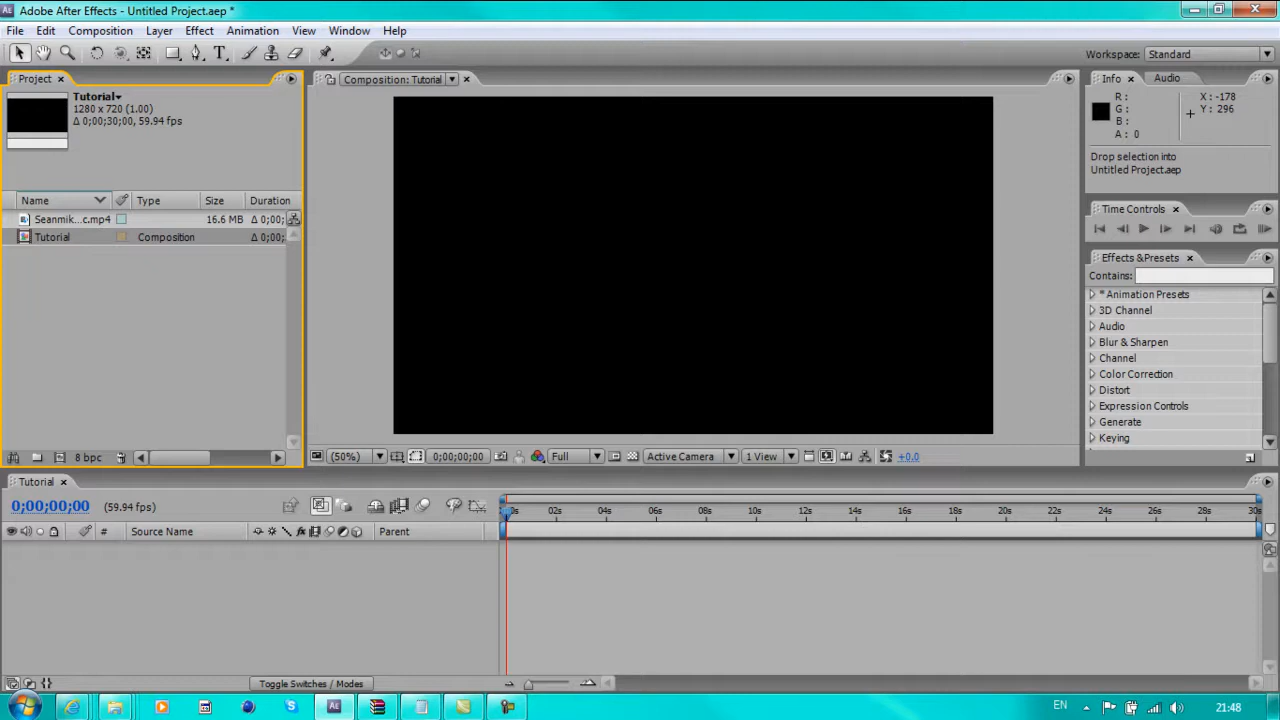 Adobe After Effects - Untitled Project.aep *
File Edit Composition Layer Effect Animation View Window Help
Workspace: Standard
Project
Tutorial
1280 x 720 (1.00)
Δ 0;00;30;00, 59.94 fps
Name Type Size Duration
Seanmik...c.mp4 16.6 MB Δ 0;00;
Tutorial Composition Δ 0;00;
8 bpc
Composition: Tutorial
(50%) 0;00;00;00 Full Active Camera 1 View +0.0
Info Audio
R : X : -178
G : Y : 296
B :
A : 0
Drop selection into
Untitled Project.aep
Time Controls
Effects & Presets
Contains:
* Animation Presets
3D Channel
Audio
Blur & Sharpen
Channel
Color Correction
Distort
Expression Controls
Generate
Keying
Tutorial
0;00;00;00 (59.94 fps)
# Source Name Parent
02s 04s 06s 08s 10s 12s 14s 16s 18s 20s 22s 24s 26s 28s 30s
Toggle Switches / Modes
EN 21:48